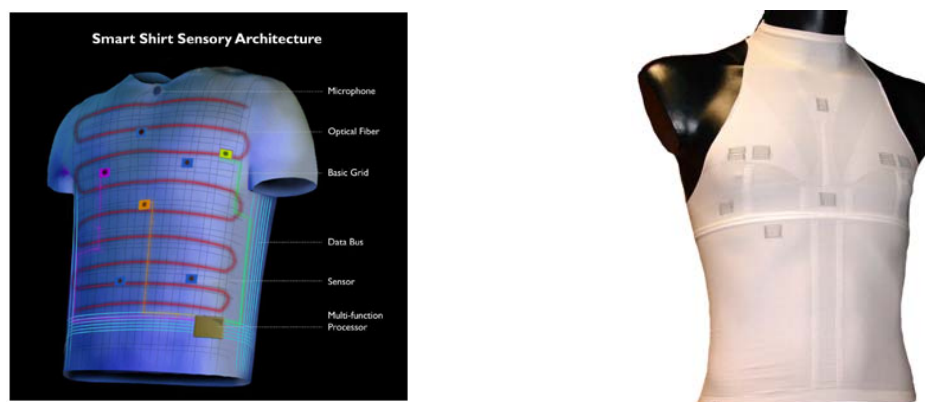 Smart Shirt Sensory Architecture
Microphone
Optical Fiber
Basic Grid
Data Bus
Sensor
Multi-function
Processor